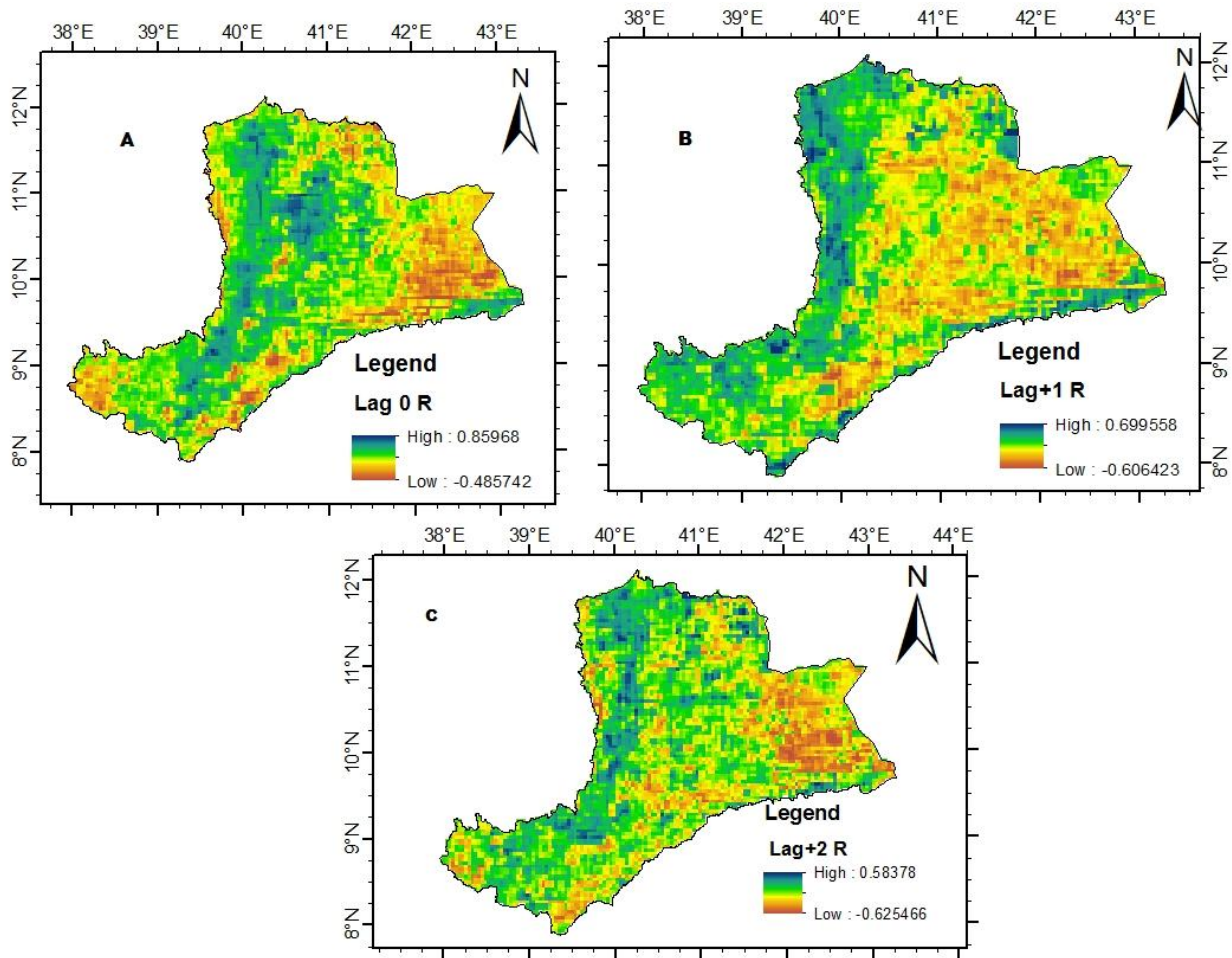 38°E 39°E 40°E 41°E 42°E 43°E
12°N
11°N
10°N
9°N
8°N
A
N
Legend
Lag 0 R
High : 0.85968
Low : -0.485742
38°E 39°E 40°E 41°E 42°E 43°E
12°N
11°N
10°N
9°N
8°N
B
N
Legend
Lag+1 R
High : 0.699558
Low : -0.606423
38°E 39°E 40°E 41°E 42°E 43°E 44°E
12°N
11°N
10°N
9°N
8°N
C
N
Legend
Lag+2 R
High : 0.58378
Low : -0.625466